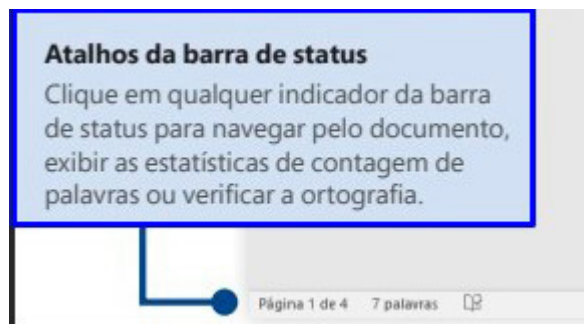 Atalhos da barra de status
Clique em qualquer indicador da barra
de status para navegar pelo documento,
exibir as estatísticas de contagem de
palavras ou verificar a ortografia.
Página 1 de 4 7 palavras